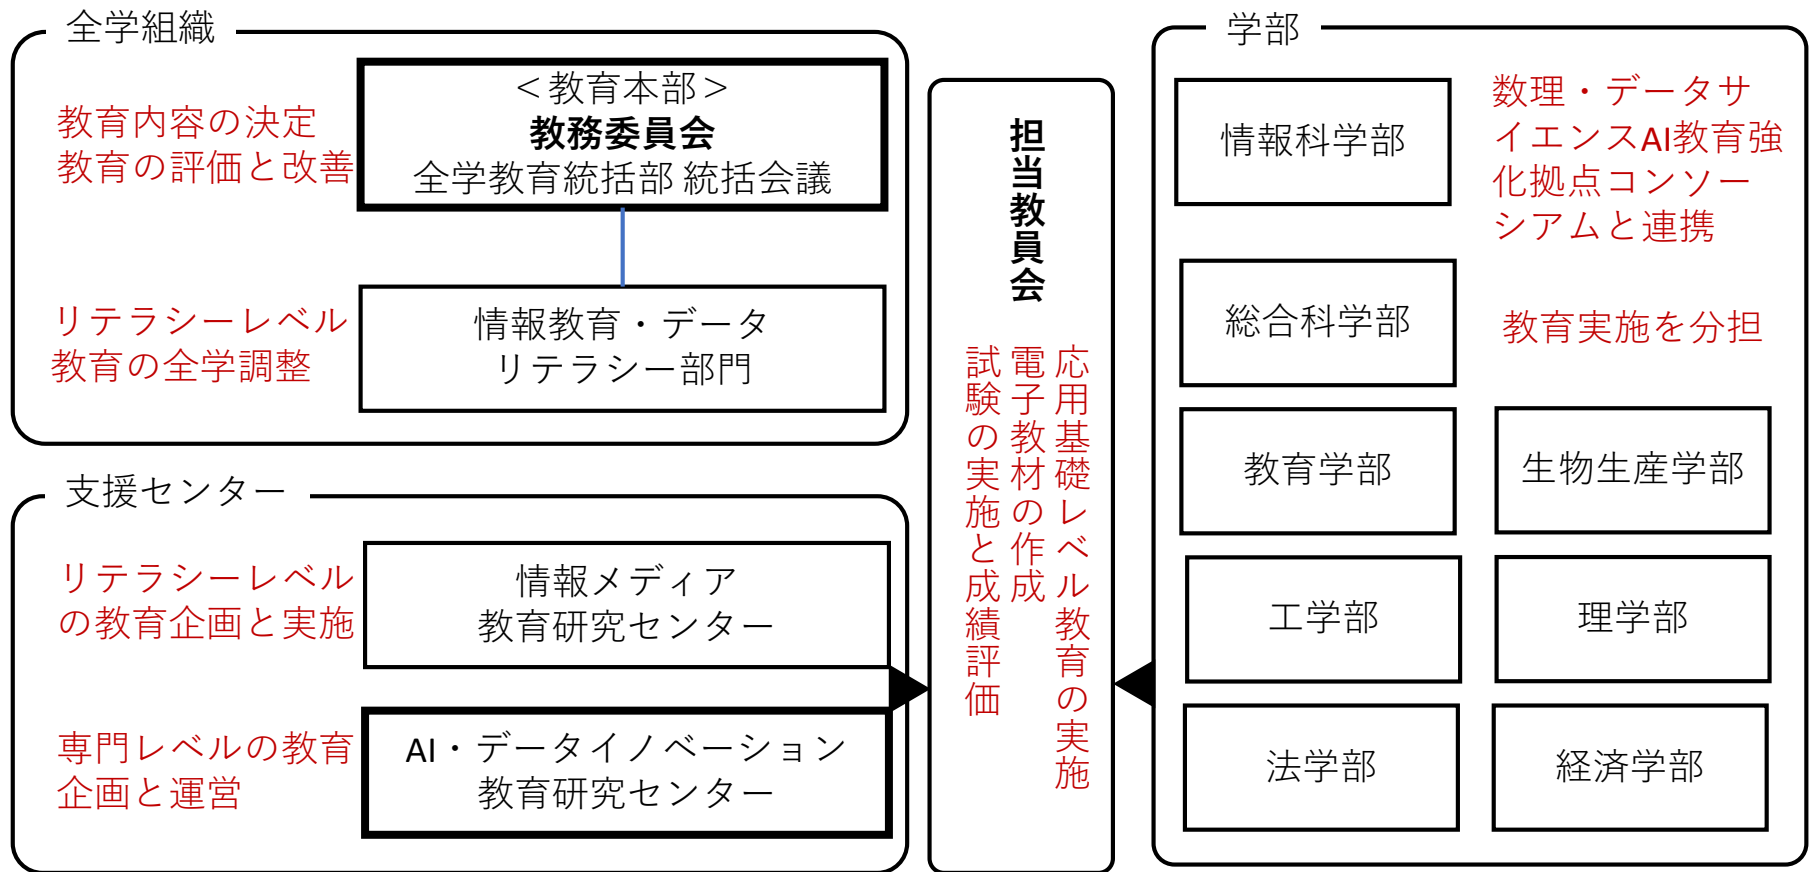 全学組織
教育内容の決定
教育の評価と改善
＜教育本部＞
教務委員会
全学教育統括部 統括会議
リテラシーレベル
教育の全学調整
情報教育・データ
リテラシー部門
支援センター
リテラシーレベル
の教育企画と実施
情報メディア
教育研究センター
専門レベルの教育
企画と運営
AI・データイノベーション
教育研究センター
担当教員会
応用基礎レベル教育の実施
電子教材の作成
試験の実施と成績評価
学部
情報科学部
数理・データサ
イエンスAI教育強
化拠点コンソー
シアムと連携
総合科学部
教育実施を分担
教育学部
生物生産学部
工学部
理学部
法学部
経済学部